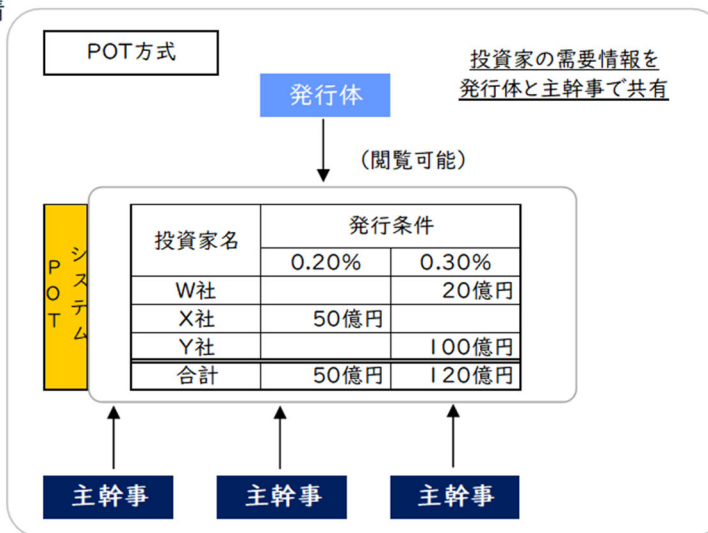 POT方式
投資家の需要情報を
発行体と主幹事で共有
発行体
（閲覧可能）
POT
システム
投資家名 発行条件
0.20% 0.30%
W社 20億円
X社 50億円
Y社 100億円
合計 50億円 120億円
主幹事 主幹事 主幹事